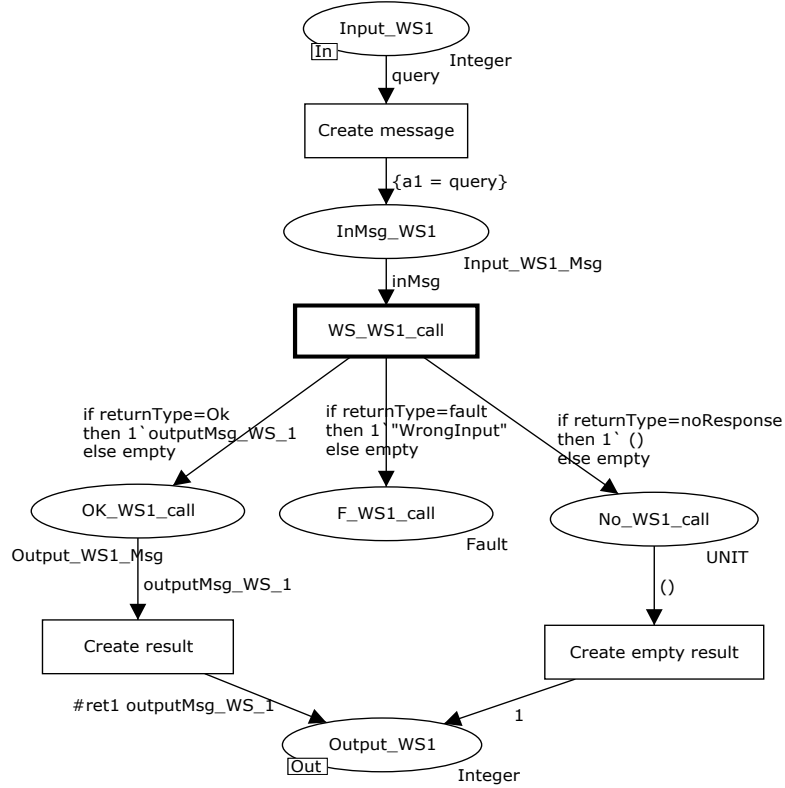 Input_WS1
In
Integer
query
Create message
{a1 = query}
InMsg_WS1
Input_WS1_Msg
inMsg
WS_WS1_call
if returnType=Ok
then 1`outputMsg_WS_1
else empty
if returnType=fault
then 1`"WrongInput"
else empty
if returnType=noResponse
then 1` ()
else empty
OK_WS1_call
Output_WS1_Msg
F_WS1_call
Fault
No_WS1_call
UNIT
outputMsg_WS_1
()
Create result
Create empty result
#ret1 outputMsg_WS_1
1
Output_WS1
Out
Integer